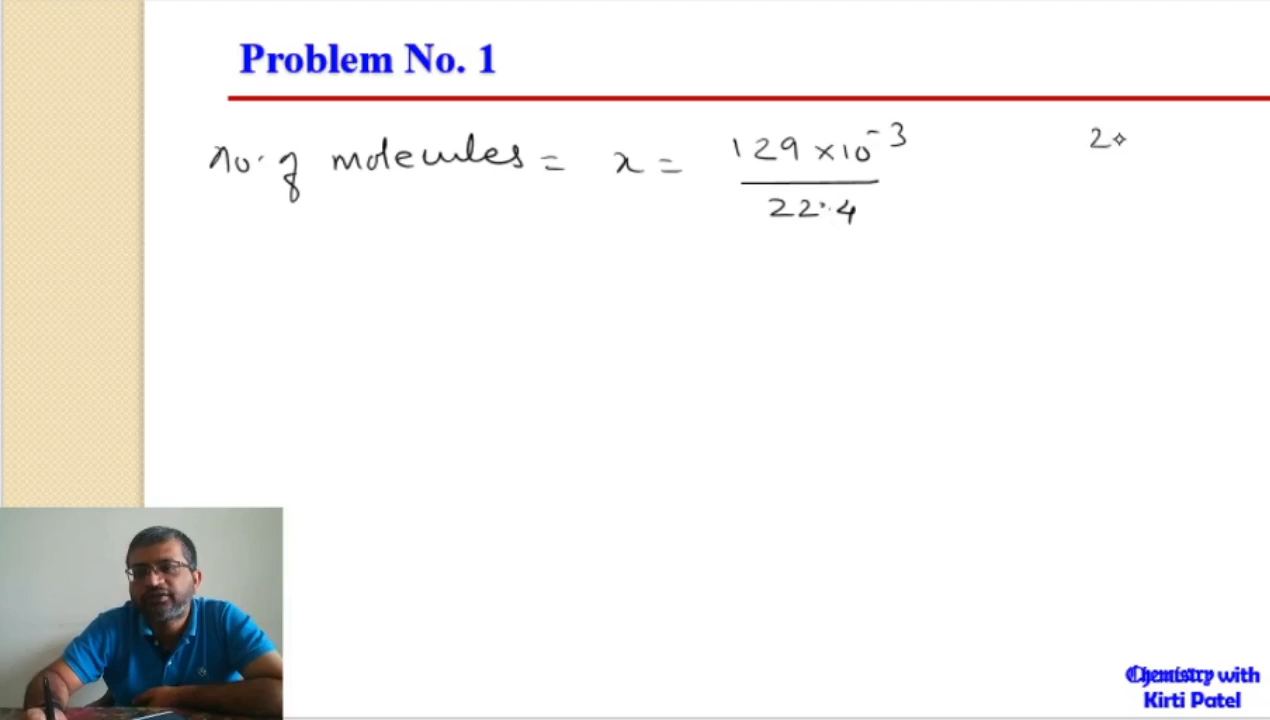 Problem No. 1
no. of molecules = x = 129 × 10⁻³ / 22.4
2
Chemistry with
Kirti Patel